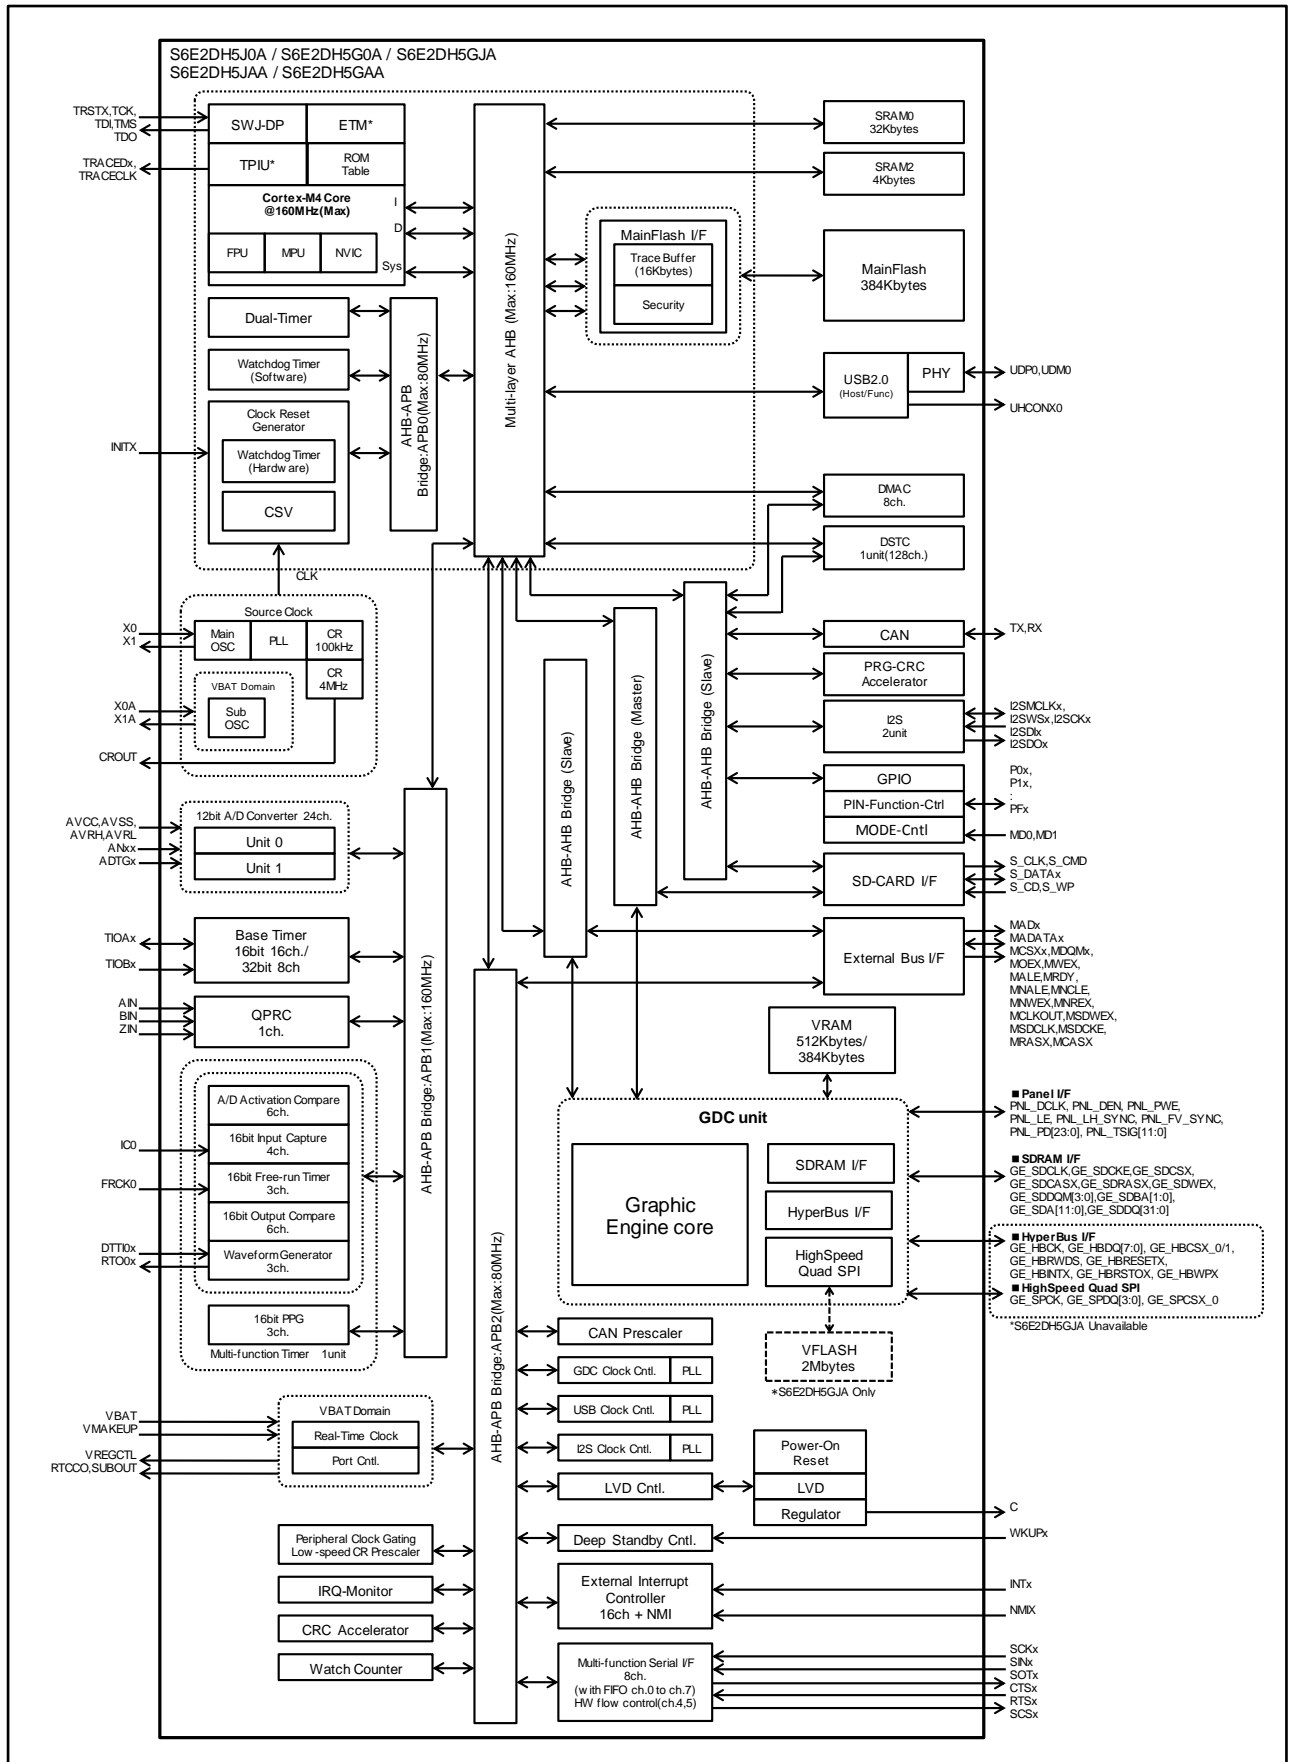 S6E2DH5J0A / S6E2DH5G0A / S6E2DH5GJA
S6E2DH5JAA / S6E2DH5GAA
TRSTX,TCK,
TDI,TMS
TDO
TRACEDx,
TRACECLK
SWJ-DP
ETM*
TPIU*
ROM
Table
Cortex-M4 Core
@160MHz(Max)
I
D
Sys
FPU
MPU
NVIC
Dual-Timer
Watchdog Timer
(Software)
Clock Reset
Generator
Watchdog Timer
(Hardware)
CSV
INITX
AHB-APB
Bridge:APB0(Max:80MHz)
Multi-layer AHB (Max:160MHz)
MainFlash I/F
Trace Buffer
(16Kbytes)
Security
SRAM0
32Kbytes
SRAM2
4Kbytes
MainFlash
384Kbytes
USB2.0
(Host/Func)
PHY
UDP0,UDM0
UHCONX0
DMAC
8ch.
DSTC
1unit(128ch.)
CLK
Source Clock
Main
OSC
PLL
CR
100kHz
CR
4MHz
VBAT Domain
Sub
OSC
X0
X1
X0A
X1A
CROUT
AHB-AHB Bridge (Slave)
AHB-AHB Bridge (Master)
AHB-AHB Bridge (Slave)
CAN
TX,RX
PRG-CRC
Accelerator
I2S
2unit
I2SMCLKx,
I2SWSx,I2SCKx
I2SDIx
I2SDOx
GPIO
PIN-Function-Ctrl
MODE-Cntl
P0x,
P1x,
:
PFx
MD0,MD1
SD-CARD I/F
S_CLK,S_CMD
S_DATAx
S_CD,S_WP
12bit A/D Converter 24ch.
Unit 0
Unit 1
AVCC,AVSS,
AVRH,AVRL
ANxx
ADTGx
Base Timer
16bit 16ch./
32bit 8ch
TIOAx
TIOBx
QPRC
1ch.
AIN
BIN
ZIN
AHB-APB Bridge:APB1(Max:160MHz)
External Bus I/F
MADx
MADATAx
MCSXx,MDQMx,
MOEX,MWEX,
MALE,MRDY,
MNALE,MNCLE,
MNWEX,MNREX,
MCLKOUT,MSDWEX,
MSDCLK,MSDCKE,
MRASX,MCASX
VRAM
512Kbytes/
384Kbytes
A/D Activation Compare
6ch.
16bit Input Capture
4ch.
16bit Free-run Timer
3ch.
16bit Output Compare
6ch.
Waveform Generator
3ch.
16bit PPG
3ch.
Multi-function Timer 1unit
IC0
FRCK0
DTTI0x
RTO0x
GDC unit
Graphic
Engine core
SDRAM I/F
HyperBus I/F
HighSpeed
Quad SPI
VFLASH
2Mbytes
*S6E2DH5GJA Only
■ Panel I/F
PNL_DCLK, PNL_DEN, PNL_PWE,
PNL_LE, PNL_LH_SYNC, PNL_FV_SYNC,
PNL_PD[23:0], PNL_TSIG[11:0]
■ SDRAM I/F
GE_SDCLK,GE_SDCKE,GE_SDCSX,
GE_SDCASX,GE_SDRASX,GE_SDWEX,
GE_SDDQM[3:0],GE_SDBA[1:0],
GE_SDA[11:0],GE_SDDQ[31:0]
■ HyperBus I/F
GE_HBCK, GE_HBDQ[7:0], GE_HBCSX_0/1,
GE_HBRWDS, GE_HBRESETX,
GE_HBINTX, GE_HBRSTOX, GE_HBWPX
■ HighSpeed Quad SPI
GE_SPCK, GE_SPDQ[3:0], GE_SPCSX_0
*S6E2DH5GJA Unavailable
AHB-APB Bridge:APB2(Max:80MHz)
CAN Prescaler
GDC Clock Cntl.
PLL
USB Clock Cntl.
PLL
I2S Clock Cntl.
PLL
LVD Cntl.
Power-On
Reset
LVD
Regulator
C
Deep Standby Cntl.
WKUPx
External Interrupt
Controller
16ch + NMI
INTx
NMIX
Multi-function Serial I/F
8ch.
(with FIFO ch.0 to ch.7)
HW flow control(ch.4,5)
SCKx
SINx
SOTx
CTSx
RTSx
SCSx
VBAT
VMAKEUP
VREGCTL
RTCCO,SUBOUT
VBAT Domain
Real-Time Clock
Port Cntl.
Peripheral Clock Gating
Low-speed CR Prescaler
IRQ-Monitor
CRC Accelerator
Watch Counter